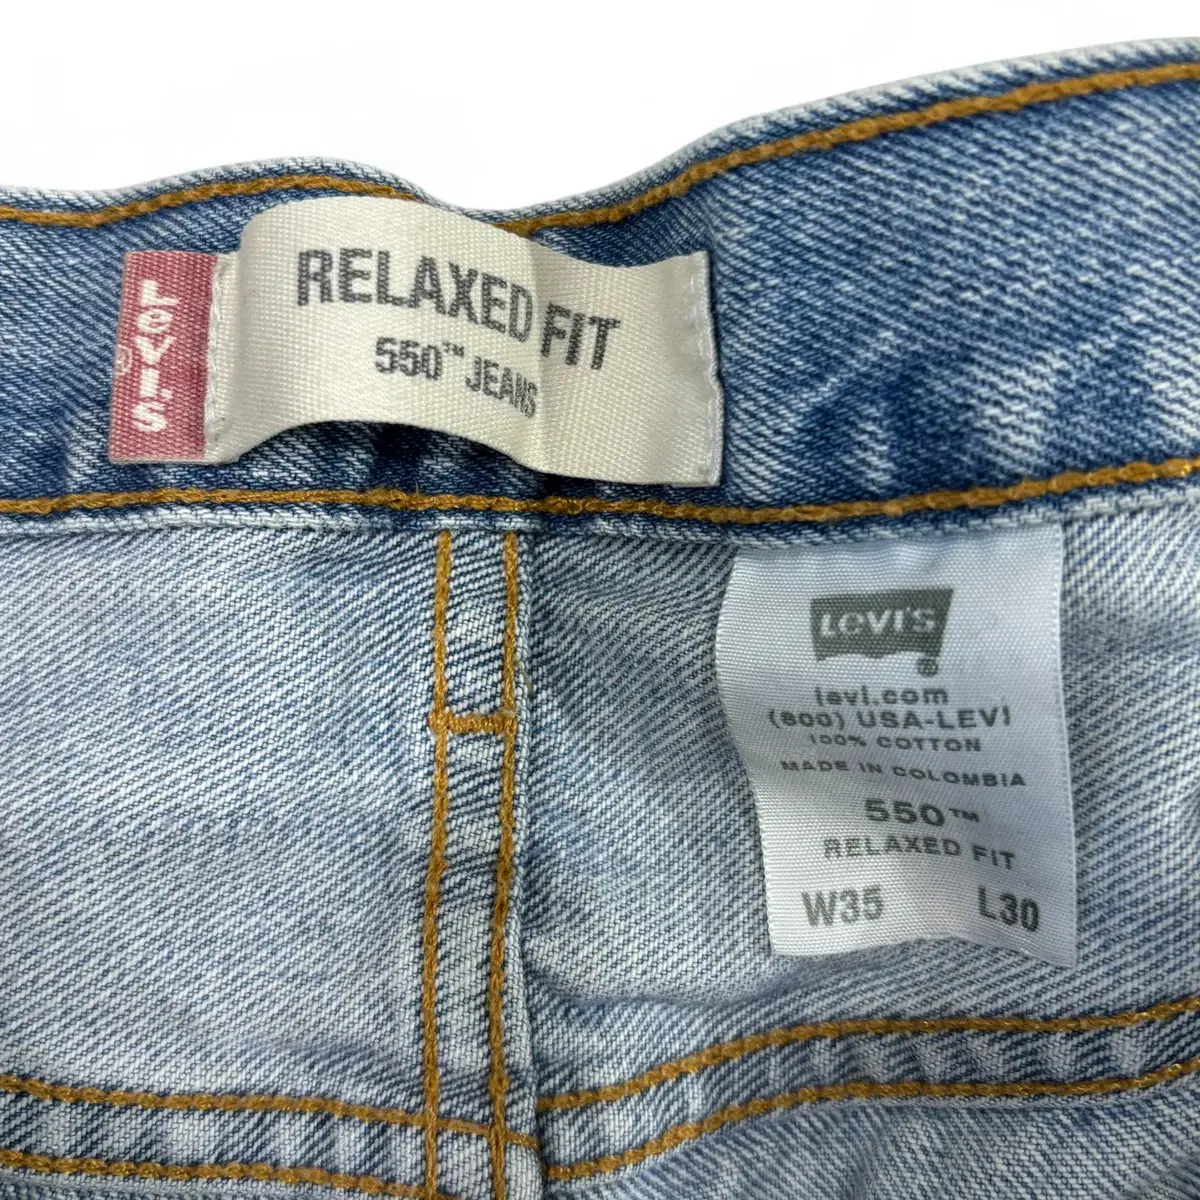 LEVI'S
®
RELAXED FIT
550™ JEANS
LEVI'S
®
levi.com
(800) USA-LEVI
100% COTTON
MADE IN COLOMBIA
550™
RELAXED FIT
W35 L30